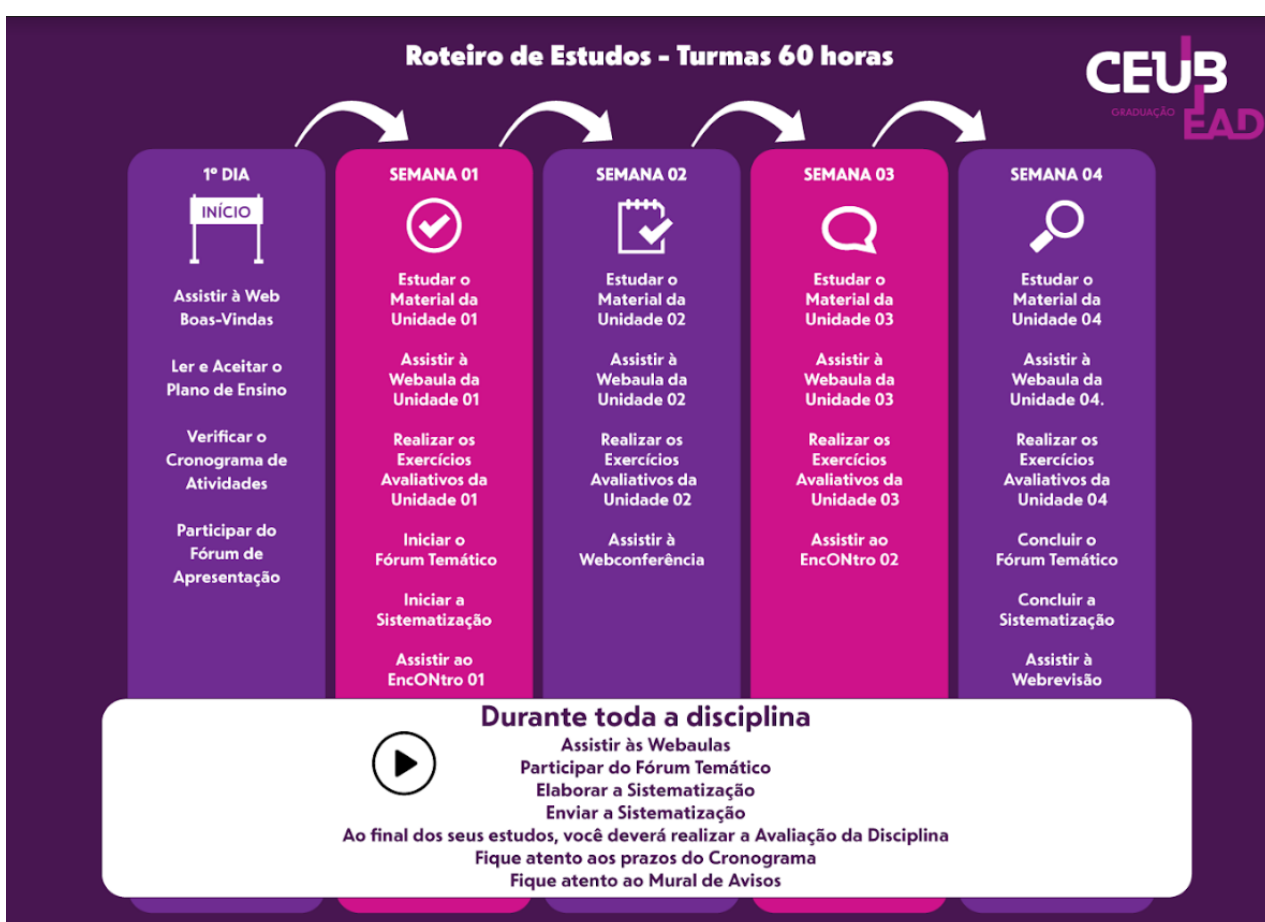 Roteiro de Estudos - Turmas 60 horas
CEUB
GRADUAÇÃO
EAD
1º DIA
INÍCIO
Assistir à Web
Boas-Vindas
Ler e Aceitar o
Plano de Ensino
Verificar o
Cronograma de
Atividades
Participar do
Fórum de
Apresentação
SEMANA 01
Estudar o
Material da
Unidade 01
Assistir à
Webaula da
Unidade 01
Realizar os
Exercícios
Avaliativos da
Unidade 01
Iniciar o
Fórum Temático
Iniciar a
Sistematização
Assistir ao
EncONtro 01
SEMANA 02
Estudar o
Material da
Unidade 02
Assistir à
Webaula da
Unidade 02
Realizar os
Exercícios
Avaliativos da
Unidade 02
Assistir à
Webconferência
SEMANA 03
Estudar o
Material da
Unidade 03
Assistir à
Webaula da
Unidade 03
Realizar os
Exercícios
Avaliativos da
Unidade 03
Assistir ao
EncONtro 02
SEMANA 04
Estudar o
Material da
Unidade 04
Assistir à
Webaula da
Unidade 04.
Realizar os
Exercícios
Avaliativos da
Unidade 04
Concluir o
Fórum Temático
Concluir a
Sistematização
Assistir à
Webrevisão
Durante toda a disciplina
Assistir às Webaulas
Participar do Fórum Temático
Elaborar a Sistematização
Enviar a Sistematização
Ao final dos seus estudos, você deverá realizar a Avaliação da Disciplina
Fique atento aos prazos do Cronograma
Fique atento ao Mural de Avisos